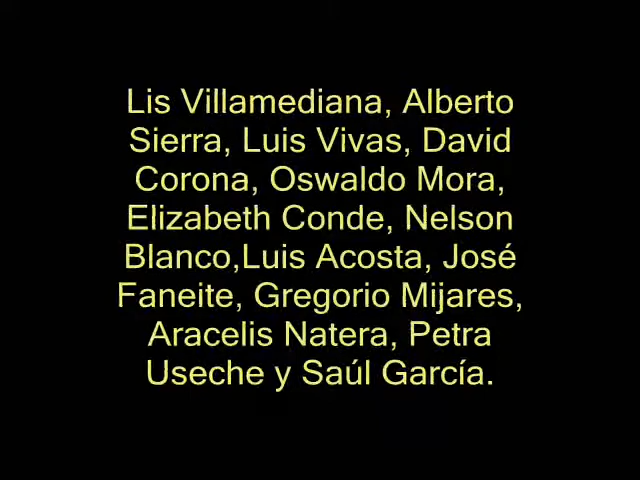 Lis Villamediana, Alberto
Sierra, Luis Vivas, David
Corona, Oswaldo Mora,
Elizabeth Conde, Nelson
Blanco,Luis Acosta, José
Faneite, Gregorio Mijares,
Aracelis Natera, Petra
Useche y Saúl García.